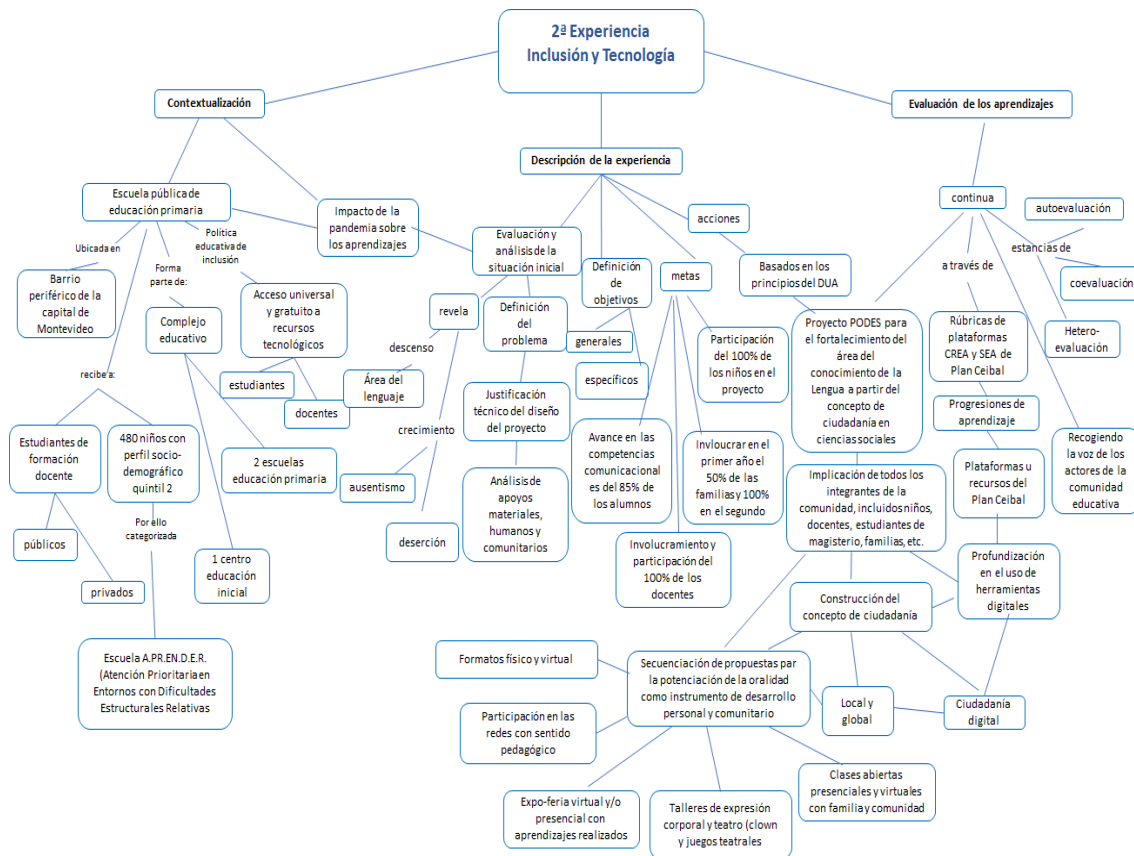 2ª Experiencia
Inclusión y Tecnología
Contextualización
Evaluación de los aprendizajes
Descripción de la experiencia
Escuela pública de
educación primaria
Impacto de la
pandemia sobre
los aprendizajes
continua
autoevaluación
acciones
Ubicada en
Política
educativa de
inclusión
Evaluación y
análisis de la
situación inicial
estancias de
Barrio
periférico de la
capital de
Montevideo
Forma
parte de:
Definición
de
objetivos
metas
Basados en los
principios del DUA
a través de
coevaluación
Acceso universal
y gratuito a
recursos
tecnológicos
revela
Definición
del
problema
Complejo
educativo
Rúbricas de
plataformas
CREA y SEA de
Plan Ceibal
Hetero-
evaluación
Proyecto PODES para
el fortalecimiento del
área del
conocimiento de la
Lengua a partir del
concepto de
ciudadanía en
ciencias sociales
descenso
generales
Participación
del 100% de
los niños en el
proyecto
recibe a:
estudiantes
Área del
lenguaje
específicos
docentes
Justificación
técnico del diseño
del proyecto
Progresiones de
aprendizaje
crecimiento
Estudiantes de
formación
docente
480 niños con
perfil socio-
demográfico
quintil 2
Avance en las
competencias
comunicacional
es del 85% de
los alumnos
Invloucrar en el
primer año el
50% de las
familias y 100%
en el segundo
Recogiendo
la voz de los
actores de la
comunidad
educativa
2 escuelas
educación primaria
ausentismo
Análisis de
apoyos
materiales,
humanos y
comunitarios
Implicación de todos los
integrantes de la
comunidad, incluidos niños,
docentes, estudiantes de
magisterio, familias, etc.
Plataformas u
recursos del
Plan Ceibal
Por ello
categorizada
públicos
deserción
1 centro
educación
inicial
Involucramiento y
participación del
100% de los
docentes
Profundización
en el uso de
herramientas
digitales
privados
Construcción del
concepto de ciudadanía
Escuela A.PR.EN.D.E.R.
(Atención Prioritaria en
Entornos con Dificultades
Estructurales Relativas
Formatos físico y virtual
Secuenciación de propuestas par
la potenciación de la oralidad
como instrumento de desarrollo
personal y comunitario
Local y
global
Ciudadanía
digital
Participación en las
redes con sentido
pedagógico
Clases abiertas
presenciales y virtuales
con familia y comunidad
Expo-feria virtual y/o
presencial con
aprendizajes realizados
Talleres de expresión
corporal y teatro (clown
y juegos teatrales